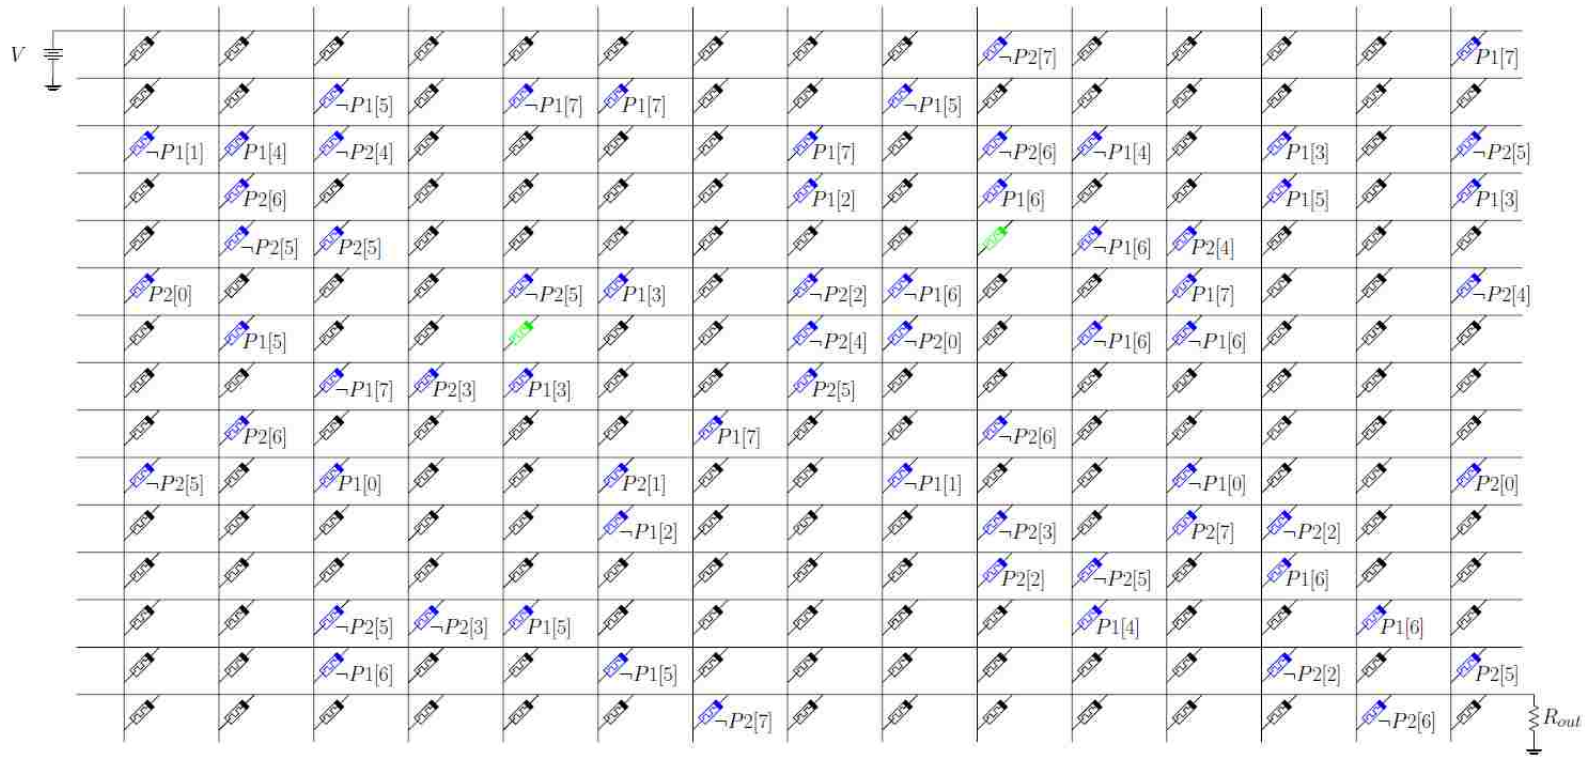 V ¬P2[7] P1[7]
¬P1[5] ¬P1[7] P1[7] ¬P1[5]
¬P1[1] P1[4] ¬P2[4] P1[7] ¬P2[6] ¬P1[4] P1[3] ¬P2[5]
P2[6] P1[2] P1[6] P1[5] P1[3]
¬P2[5] P2[5] ¬P1[6] P2[4]
P2[0] ¬P2[5] P1[3] ¬P2[2] ¬P1[6] P1[7] ¬P2[4]
P1[5] ¬P2[4] ¬P2[0] ¬P1[6] ¬P1[6]
¬P1[7] P2[3] P1[3] P2[5]
P2[6] P1[7] ¬P2[6]
¬P2[5] P1[0] P2[1] ¬P1[1] ¬P1[0] P2[0]
¬P1[2] ¬P2[3] P2[7] ¬P2[2]
P2[2] ¬P2[5] P1[6]
¬P2[5] ¬P2[3] P1[5] P1[4] P1[6]
¬P1[6] ¬P1[5] ¬P2[2] P2[5]
¬P2[7] ¬P2[6] Rout